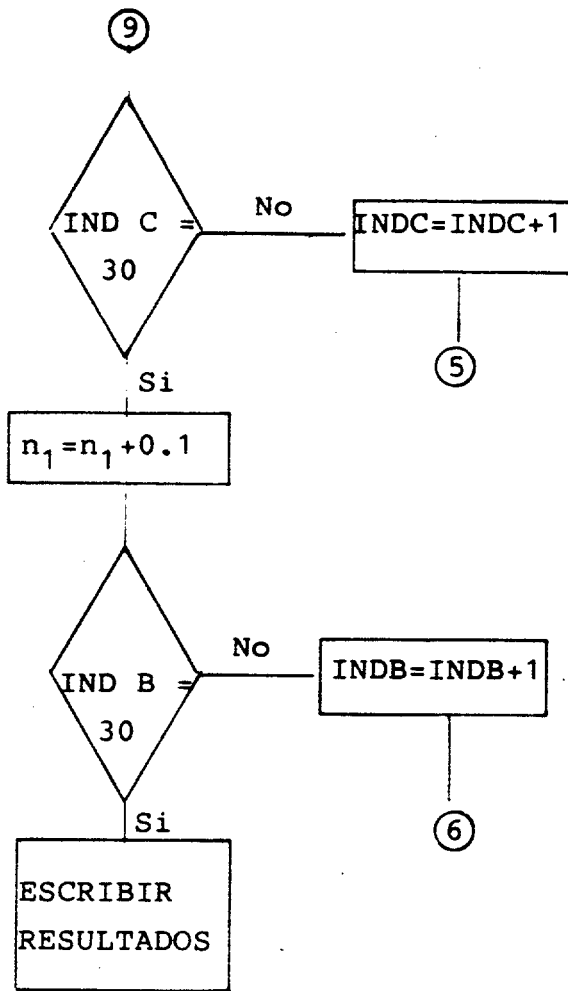 9
IND C =
30
No
INDC=INDC+1
5
Si
n₁=n₁+0.1
IND B =
30
No
INDB=INDB+1
6
Si
ESCRIBIR
RESULTADOS